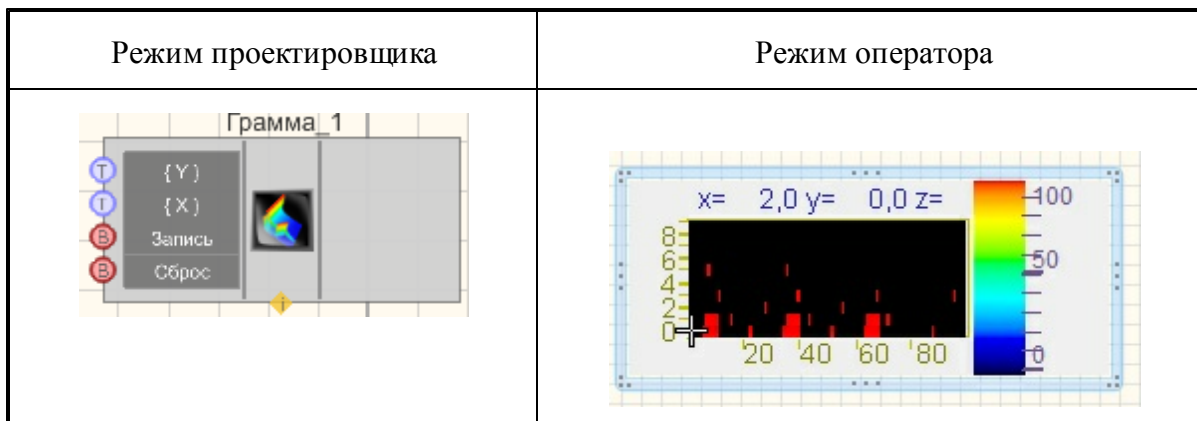 Режим проектировщика
Режим оператора
Грамма_1
T
{Y)
T
{X)
B
Запись
B
Сброс
i
x= 2,0 y= 0,0 z=
100
50
0
8
6
4
2
0
20 40 60 80